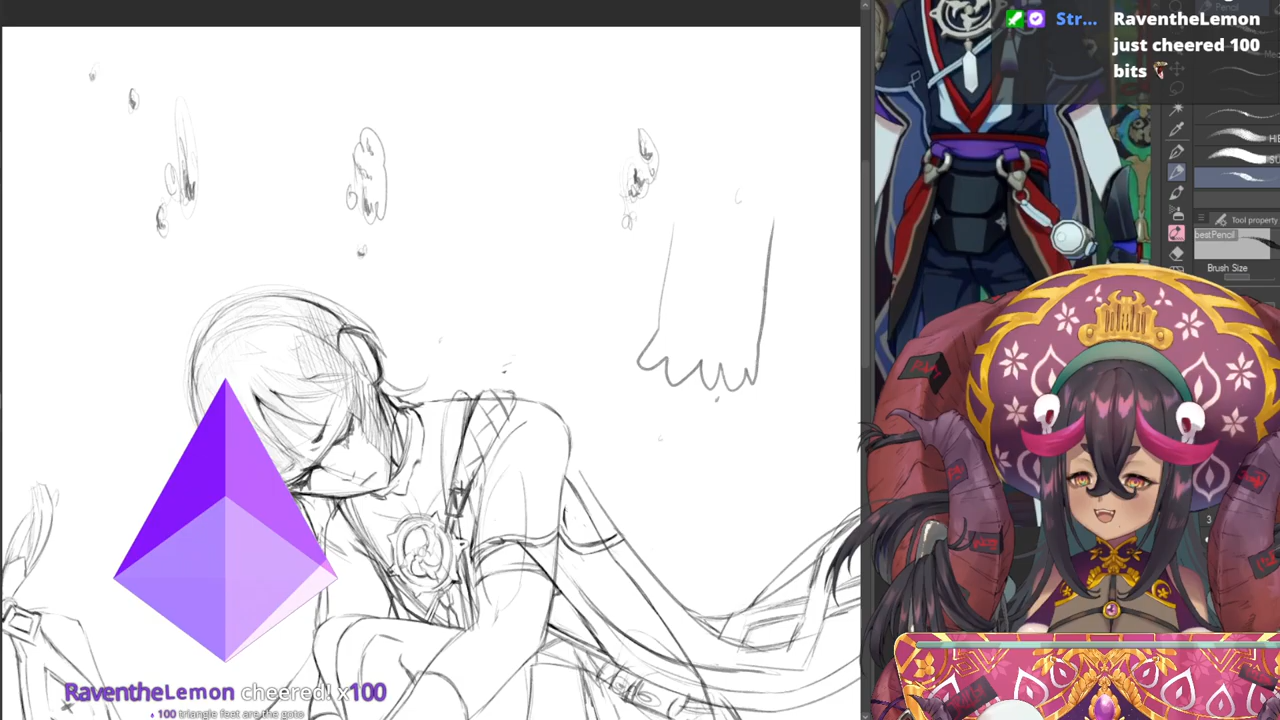 Str... RaventheLemon
just cheered 100
bits
Tool property
bestPencil
Brush Size
RaventheLemon cheered! x100
100 triangle feet are the goto